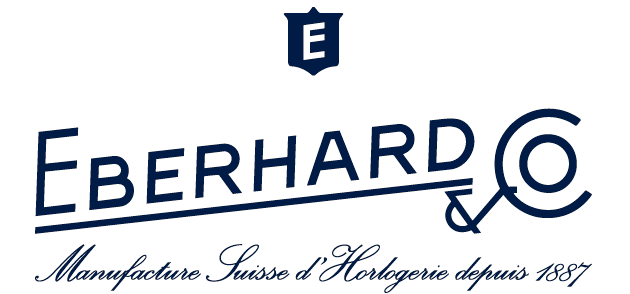 E
EBERHARD & CO
Manufacture Suisse d'Horlogerie depuis 1887